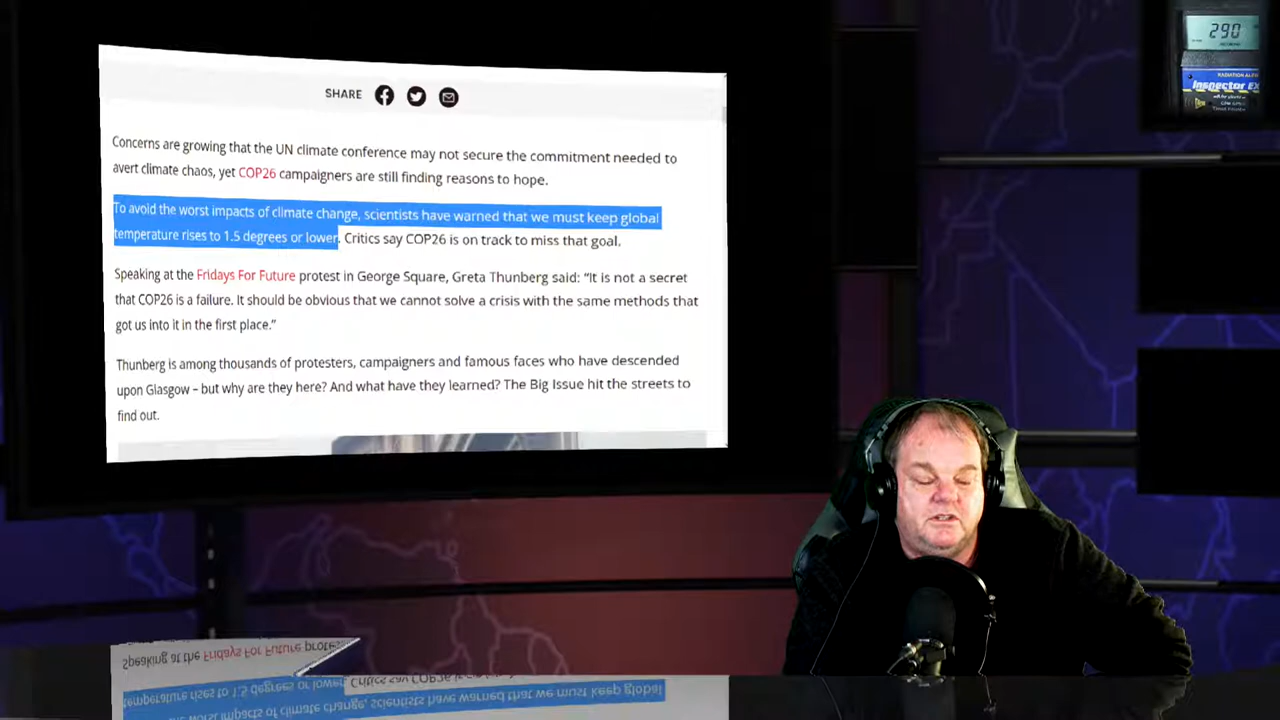 290
RADIATION ALERT
Inspector EX
SHARE
Concerns are growing that the UN climate conference may not secure the commitment needed to
avert climate chaos, yet COP26 campaigners are still finding reasons to hope.
To avoid the worst impacts of climate change, scientists have warned that we must keep global
temperature rises to 1.5 degrees or lower. Critics say COP26 is on track to miss that goal.
Speaking at the Fridays For Future protest in George Square, Greta Thunberg said: “It is not a secret
that COP26 is a failure. It should be obvious that we cannot solve a crisis with the same methods that
got us into it in the first place.”
Thunberg is among thousands of protesters, campaigners and famous faces who have descended
upon Glasgow – but why are they here? And what have they learned? The Big Issue hit the streets to
find out.